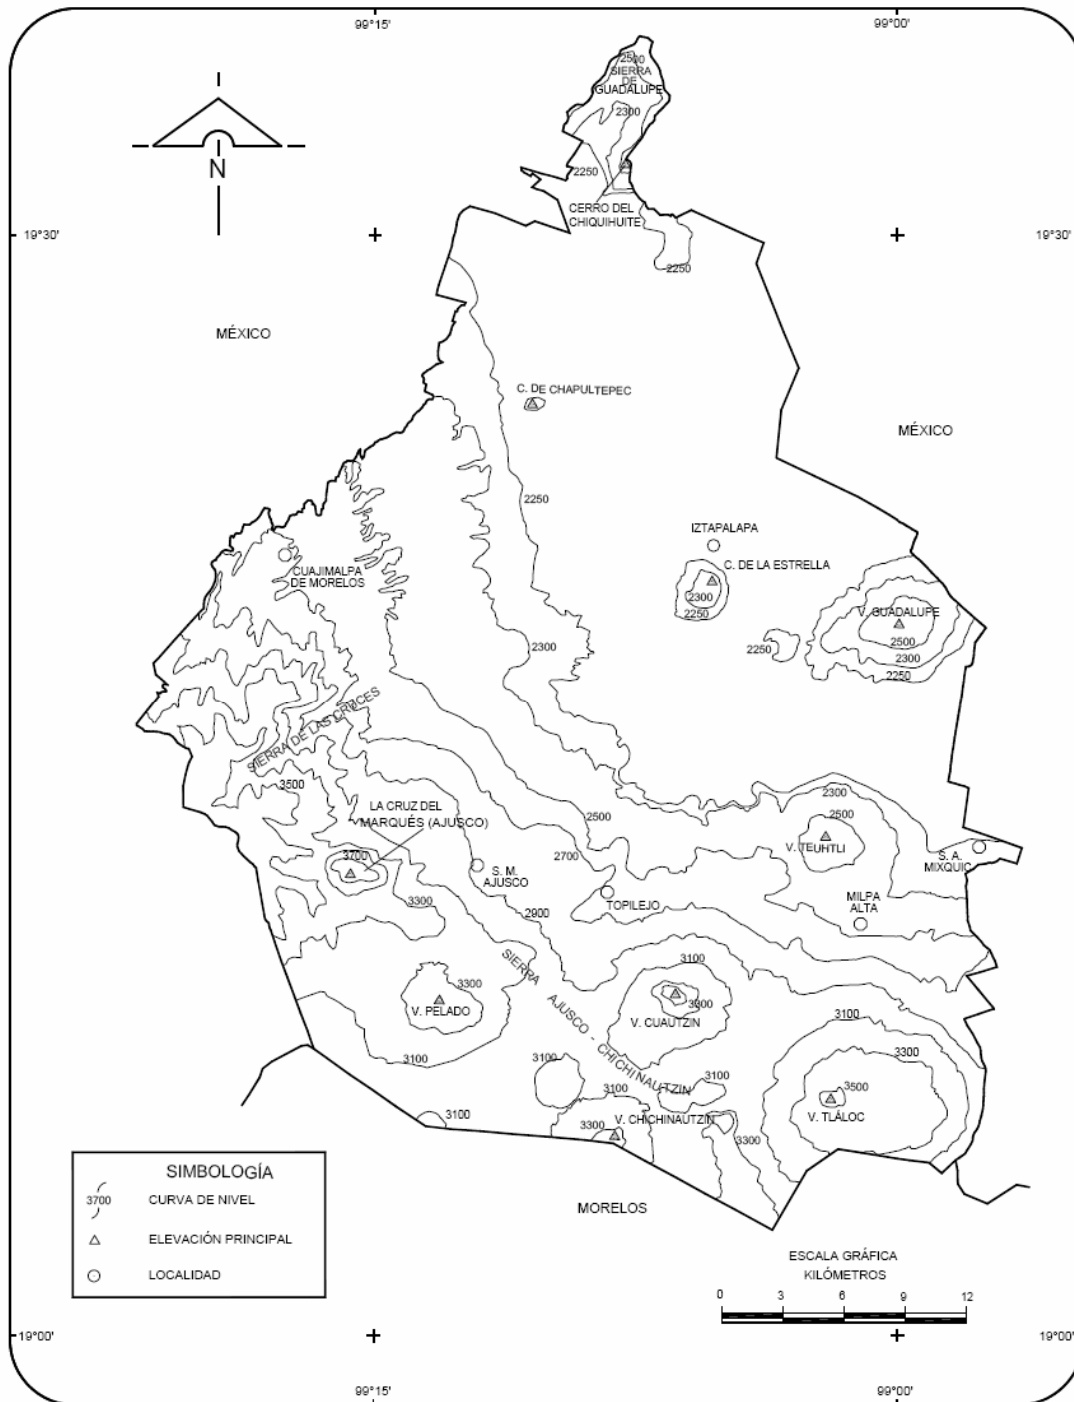 99°15'
99°00'
2500
SIERRA
DE
GUADALUPE
2300
N
2250
CERRO DEL
CHIQUIHUITE
19°30'
19°30'
2250
MÉXICO
C. DE CHAPULTEPEC
MÉXICO
2250
IZTAPALAPA
CUAJIMALPA
DE MORELOS
C. DE LA ESTRELLA
2300
2250
V. GUADALUPE
2500
2300
2250
2300
2250
SIERRA DE LAS CRUCES
3500
LA CRUZ DEL
MARQUÉS (AJUSCO)
2300
2500
2500
V. TEUHTLI
3700
2700
S. M.
AJUSCO
S. A.
MIXQUIC
3300
2900
TOPILEJO
MILPA
ALTA
SIERRA AJUSCO - CHICHINAUTZIN
3100
3300
V. PELADO
3300
V. CUAUTZIN
3100
3100
3100
3300
3100
3100
3500
3100
V. CHICHINAUTZIN
V. TLÁLOC
3300
3300
SIMBOLOGÍA
3700
CURVA DE NIVEL
ELEVACIÓN PRINCIPAL
LOCALIDAD
MORELOS
ESCALA GRÁFICA
KILÓMETROS
0 3 6 9 12
19°00'
19°00'
99°15'
99°00'